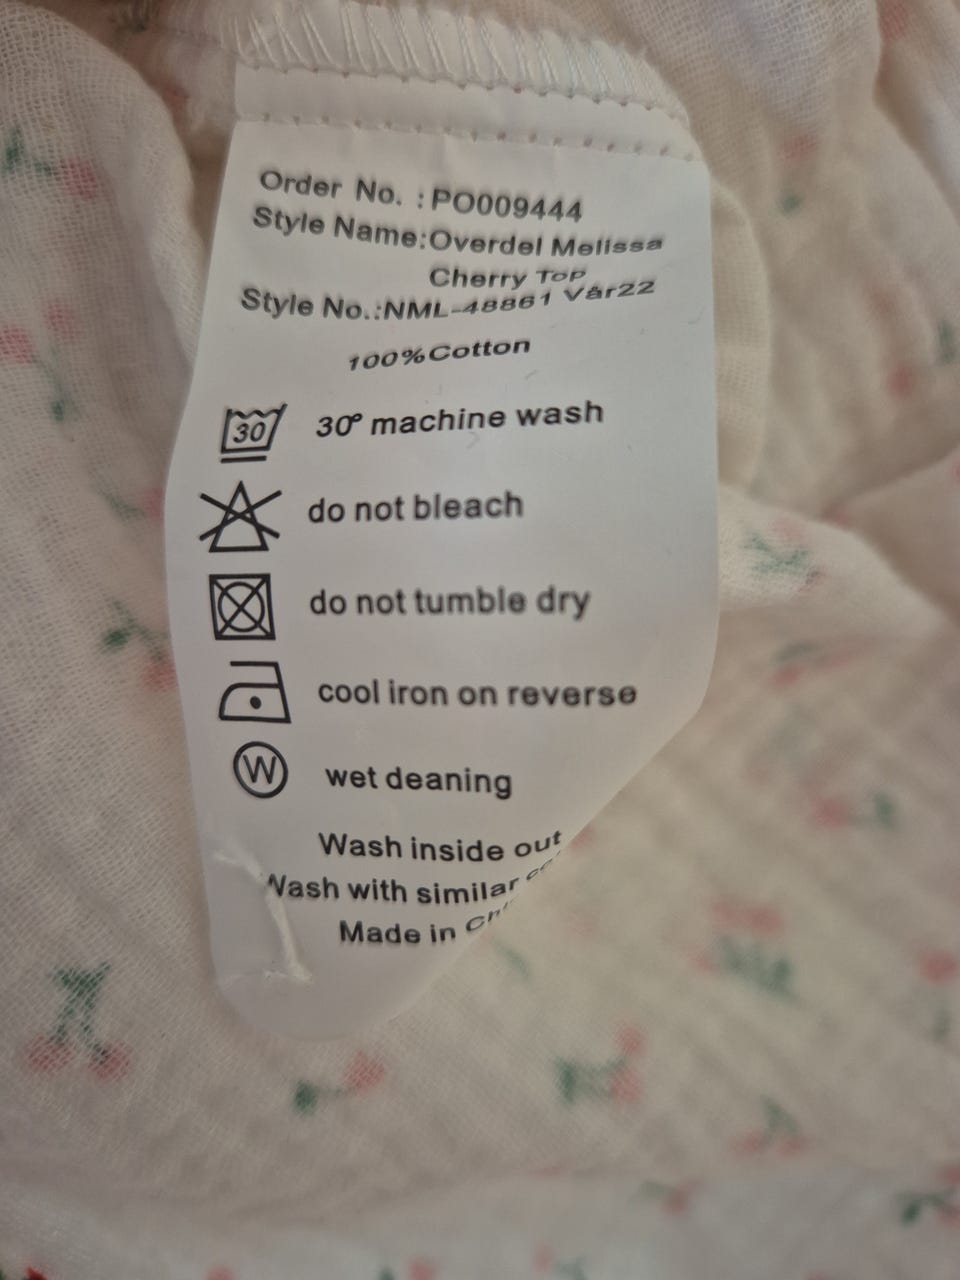 Order No. :PO009444
Style Name:Overdel Melissa
Cherry Top
Style No.:NML-48861 Vår22
100%Cotton
30 30° machine wash
do not bleach
do not tumble dry
cool iron on reverse
W wet deaning
Wash inside out
Wash with similar
Made in